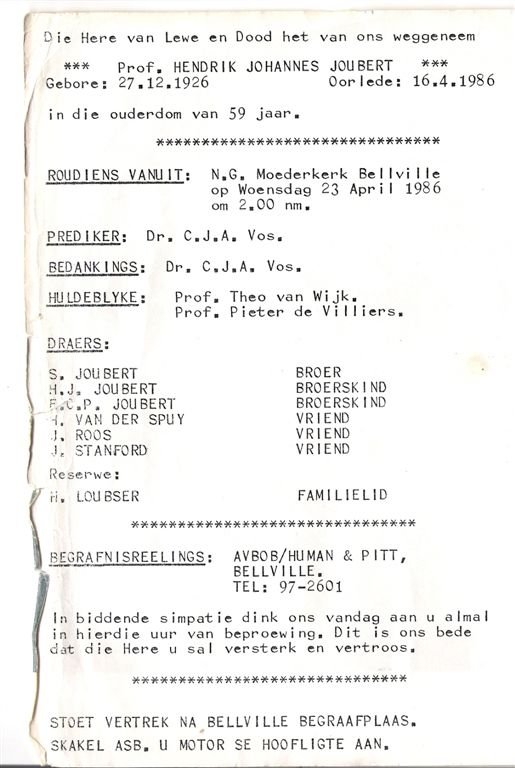 Die Here van Lewe en Dood het van ons weggeneem
*** Prof. HENDRIK JOHANNES JOUBERT ***
Gebore: 27.12.1926 Oorlede: 16.4.1986
in die ouderdom van 59 jaar.
*******************************
ROUDIENS VANUIT: N.G. Moederkerk Bellville
op Woensdag 23 April 1986
om 2.00 nm.
PREDIKER: Dr. C.J.A. Vos.
BEDANKINGS: Dr. C.J.A. Vos.
HULDEBLYKE: Prof. Theo van Wijk.
Prof. Pieter de Villiers.
DRAERS:
S. JOUBERT BROER
H.J. JOUBERT BROERSKIND
F.C.P. JOUBERT BROERSKIND
H. VAN DER SPUY VRIEND
J. ROOS VRIEND
J. STANFORD VRIEND
Reserwe:
H. LOUBSER FAMILIELID
*******************************
BEGRAFNISREELINGS: AVBOB/HUMAN & PITT,
BELLVILLE.
TEL: 97-2601
In biddende simpatie dink ons vandag aan u almal
in hierdie uur van beproewing. Dit is ons bede
dat die Here u sal versterk en vertroos.
******************************
STOET VERTREK NA BELLVILLE BEGRAAFPLAAS.
SKAKEL ASB. U MOTOR SE HOOFLIGTE AAN.